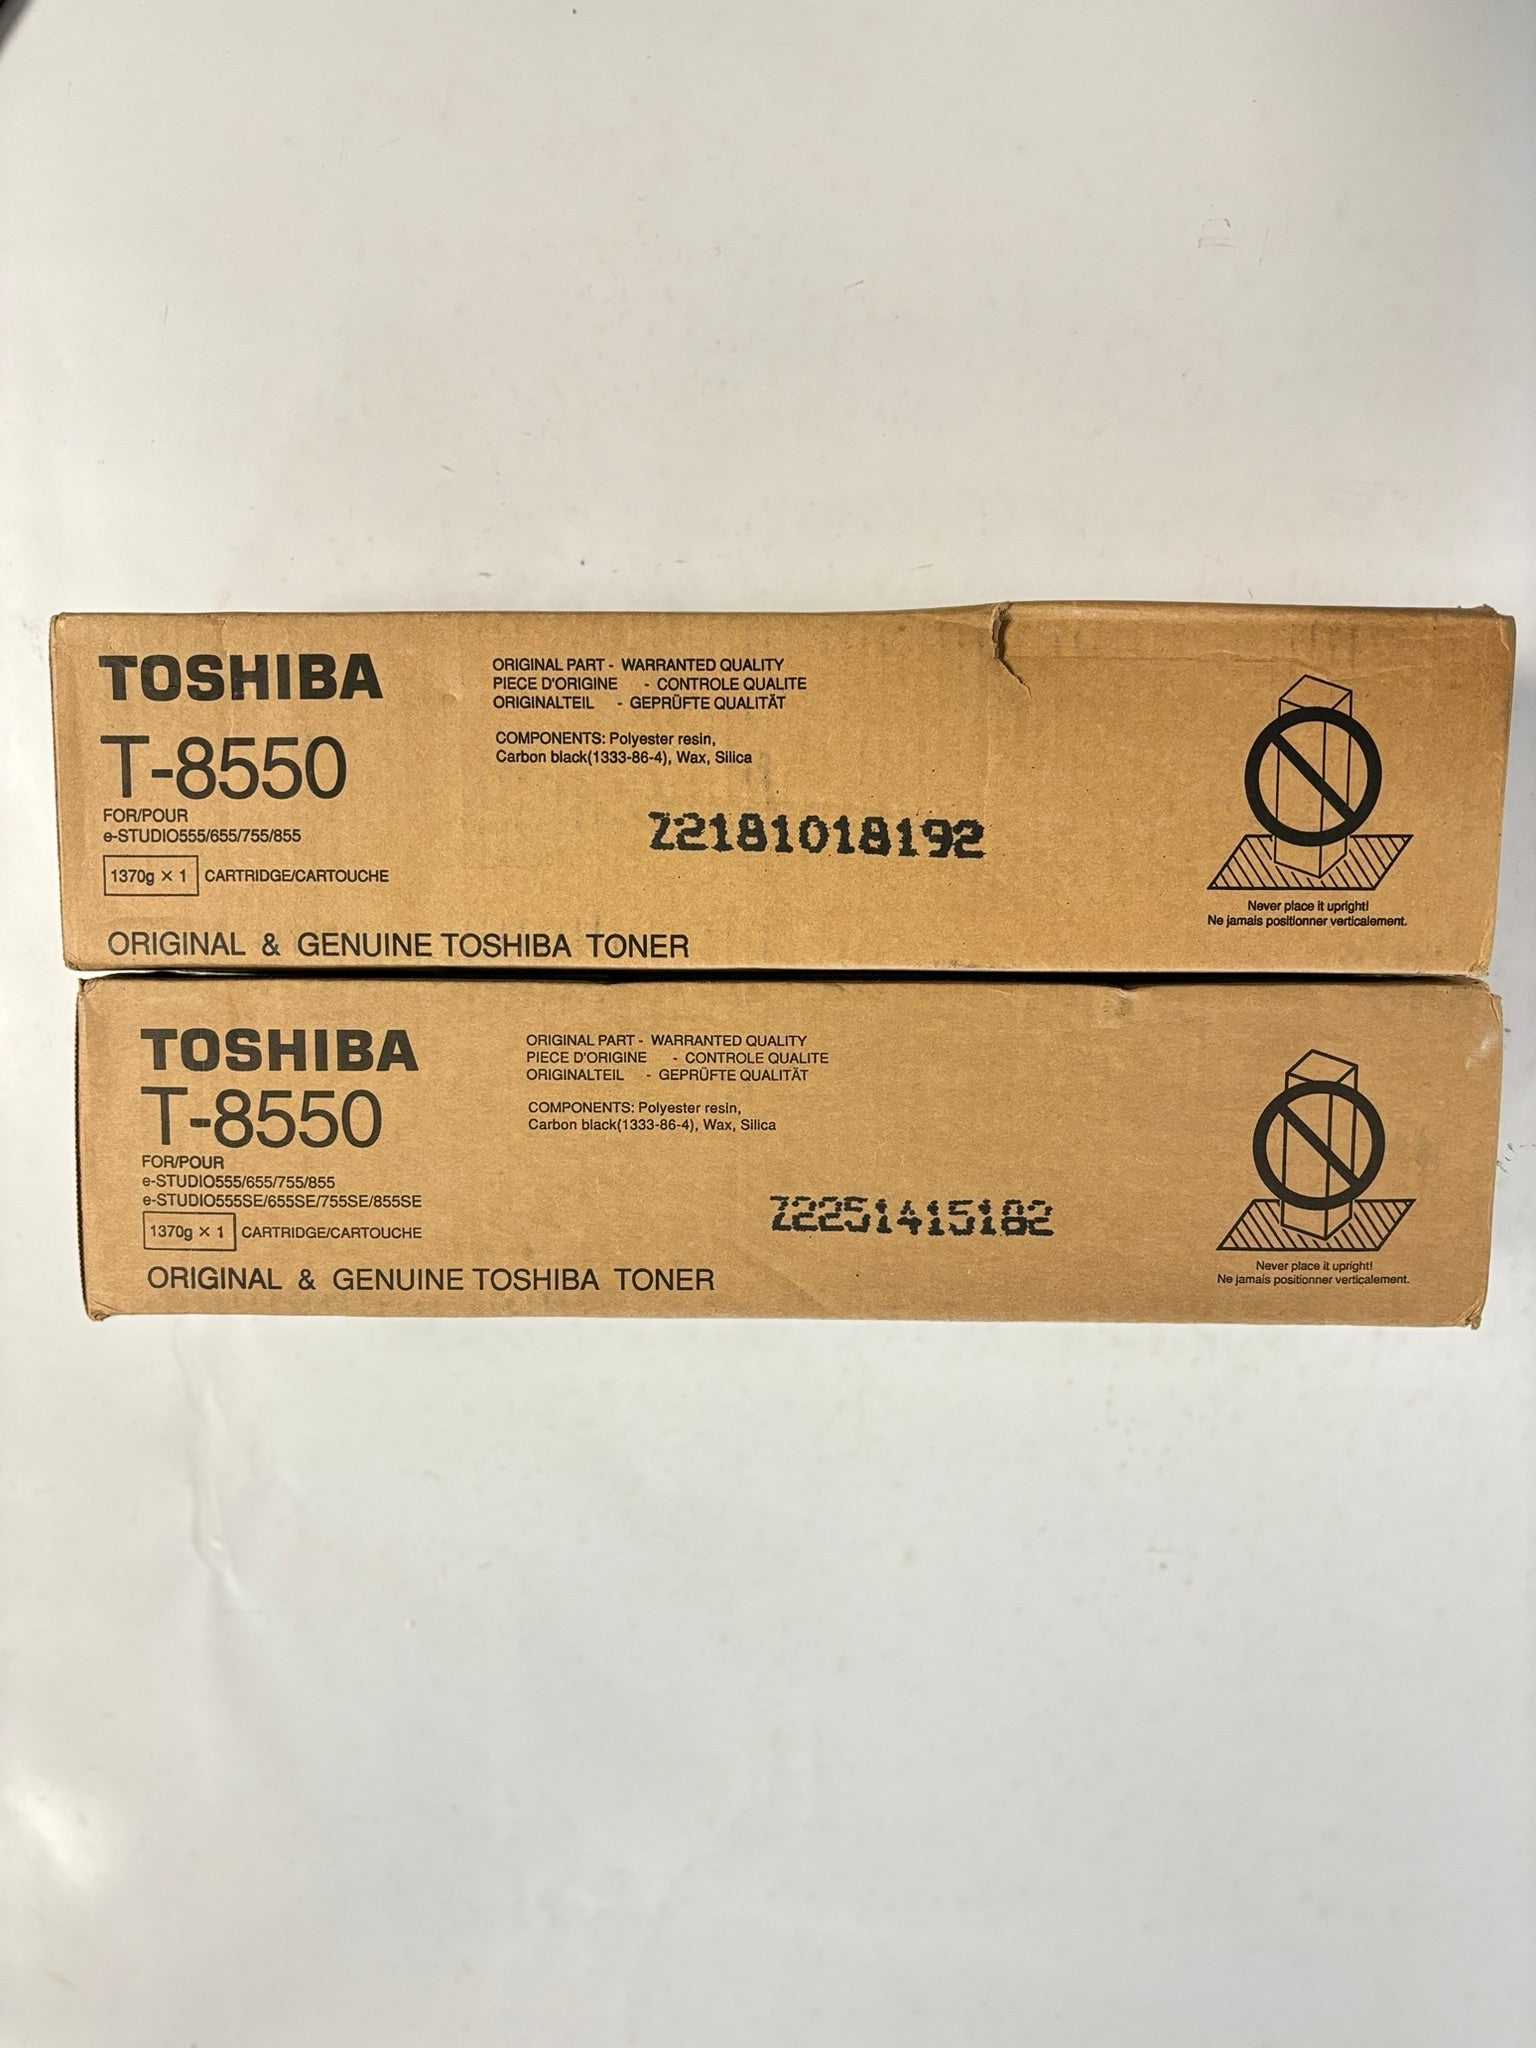 TOSHIBA
T-8550
FOR/POUR
e-STUDIO555/655/755/855
1370g × 1 CARTRIDGE/CARTOUCHE
ORIGINAL & GENUINE TOSHIBA TONER
ORIGINAL PART - WARRANTED QUALITY
PIECE D'ORIGINE - CONTROLE QUALITE
ORIGINALTEIL - GEPRÜFTE QUALITÄT
COMPONENTS: Polyester resin,
Carbon black(1333-86-4), Wax, Silica
Z2181018192
Never place it upright!
Ne jamais positionner verticalement.
TOSHIBA
T-8550
FOR/POUR
e-STUDIO555/655/755/855
e-STUDIO555SE/655SE/755SE/855SE
1370g × 1 CARTRIDGE/CARTOUCHE
ORIGINAL & GENUINE TOSHIBA TONER
ORIGINAL PART - WARRANTED QUALITY
PIECE D'ORIGINE - CONTROLE QUALITE
ORIGINALTEIL - GEPRÜFTE QUALITÄT
COMPONENTS: Polyester resin,
Carbon black(1333-86-4), Wax, Silica
Z2251415182
Never place it upright!
Ne jamais positionner verticalement.